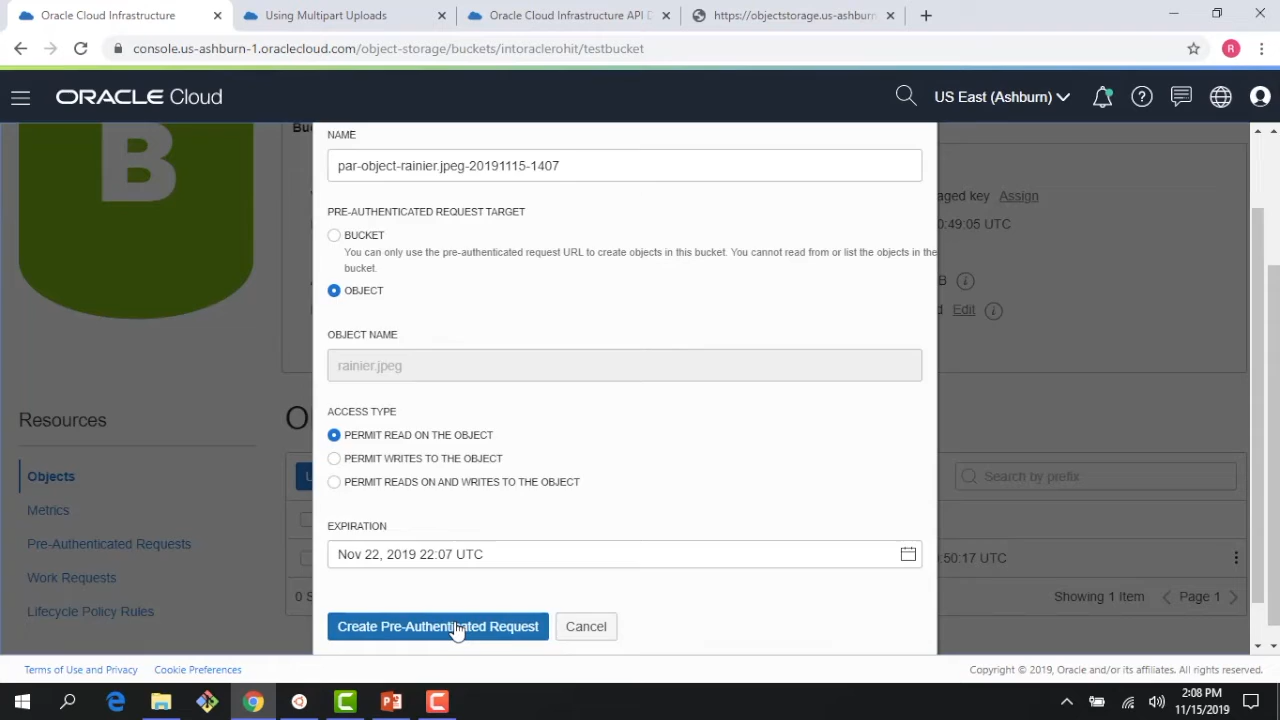 Oracle Cloud Infrastructure
Using Multipart Uploads
Oracle Cloud Infrastructure API
https://objectstorage.us-ashburn
console.us-ashburn-1.oraclecloud.com/object-storage/buckets/intoraclerohit/testbucket
R
ORACLE Cloud
US East (Ashburn)
B
NAME
par-object-rainier.jpeg-20191115-1407
aged key Assign
PRE-AUTHENTICATED REQUEST TARGET
0:49:05 UTC
BUCKET
You can only use the pre-authenticated request URL to create objects in this bucket. You cannot read from or list the objects in the
bucket.
B
OBJECT
Edit
OBJECT NAME
rainier.jpeg
Resources
O
ACCESS TYPE
PERMIT READ ON THE OBJECT
PERMIT WRITES TO THE OBJECT
PERMIT READS ON AND WRITES TO THE OBJECT
Search by prefix
Objects
Metrics
Pre-Authenticated Requests
Work Requests
Lifecycle Policy Rules
EXPIRATION
Nov 22, 2019 22:07 UTC
:50:17 UTC
0 S
Showing 1 Item
Page 1
Create Pre-Authenticated Request
Cancel
Terms of Use and Privacy
Cookie Preferences
Copyright © 2019, Oracle and/or its affiliates. All rights reserved.
2:08 PM
11/15/2019